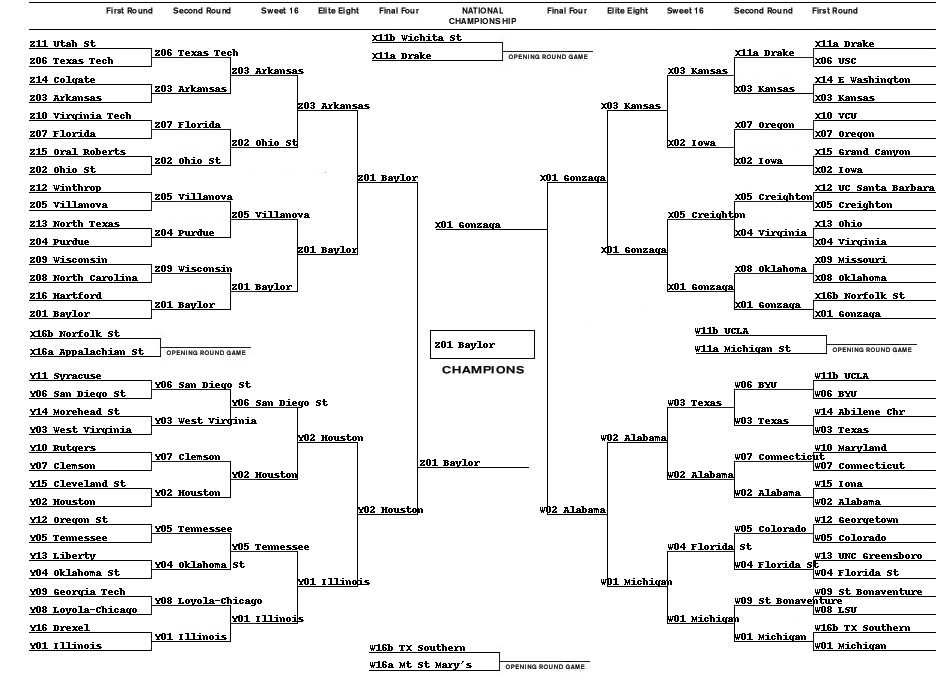 First Round Second Round Sweet 16 Elite Eight Final Four NATIONAL CHAMPIONSHIP Final Four Elite Eight Sweet 16 Second Round First Round
X11b Wichita St
X11a Drake
OPENING ROUND GAME
Z11 Utah St
Z06 Texas Tech
Z14 Colgate
Z03 Arkansas
Z10 Virginia Tech
Z07 Florida
Z15 Oral Roberts
Z02 Ohio St
Z12 Winthrop
Z05 Villanova
Z13 North Texas
Z04 Purdue
Z09 Wisconsin
Z08 North Carolina
Z16 Hartford
Z01 Baylor
Z06 Texas Tech
Z03 Arkansas
Z07 Florida
Z02 Ohio St
Z05 Villanova
Z04 Purdue
Z09 Wisconsin
Z01 Baylor
Z03 Arkansas
Z02 Ohio St
Z05 Villanova
Z01 Baylor
Z03 Arkansas
Z01 Baylor
Z01 Baylor
X16b Norfolk St
X16a Appalachian St
OPENING ROUND GAME
Y11 Syracuse
Y06 San Diego St
Y14 Morehead St
Y03 West Virginia
Y10 Rutgers
Y07 Clemson
Y15 Cleveland St
Y02 Houston
Y12 Oregon St
Y05 Tennessee
Y13 Liberty
Y04 Oklahoma St
Y09 Georgia Tech
Y08 Loyola-Chicago
Y16 Drexel
Y01 Illinois
Y06 San Diego St
Y03 West Virginia
Y07 Clemson
Y02 Houston
Y05 Tennessee
Y04 Oklahoma St
Y08 Loyola-Chicago
Y01 Illinois
Y06 San Diego St
Y02 Houston
Y05 Tennessee
Y01 Illinois
Y02 Houston
Y01 Illinois
Y02 Houston
X01 Gonzaga
Z01 Baylor
CHAMPIONS
Z01 Baylor
X01 Gonzaga
W02 Alabama
X03 Kansas
X01 Gonzaga
X03 Kansas
X02 Iowa
X05 Creighton
X01 Gonzaga
X11a Drake
X03 Kansas
X07 Oregon
X02 Iowa
X05 Creighton
X04 Virginia
X08 Oklahoma
X01 Gonzaga
X11a Drake
X06 USC
X14 E Washington
X03 Kansas
X10 VCU
X07 Oregon
X15 Grand Canyon
X02 Iowa
X12 UC Santa Barbara
X05 Creighton
X13 Ohio
X04 Virginia
X09 Missouri
X08 Oklahoma
X16b Norfolk St
X01 Gonzaga
W11b UCLA
W11a Michigan St
OPENING ROUND GAME
W02 Alabama
W01 Michigan
W03 Texas
W02 Alabama
W04 Florida St
W01 Michigan
W06 BYU
W03 Texas
W07 Connecticut
W02 Alabama
W05 Colorado
W04 Florida St
W09 St Bonaventure
W01 Michigan
W11b UCLA
W06 BYU
W14 Abilene Chr
W03 Texas
W10 Maryland
W07 Connecticut
W15 Iona
W02 Alabama
W12 Georgetown
W05 Colorado
W13 UNC Greensboro
W04 Florida St
W09 St Bonaventure
W08 LSU
W16b TX Southern
W01 Michigan
W16b TX Southern
W16a Mt St Mary's
OPENING ROUND GAME